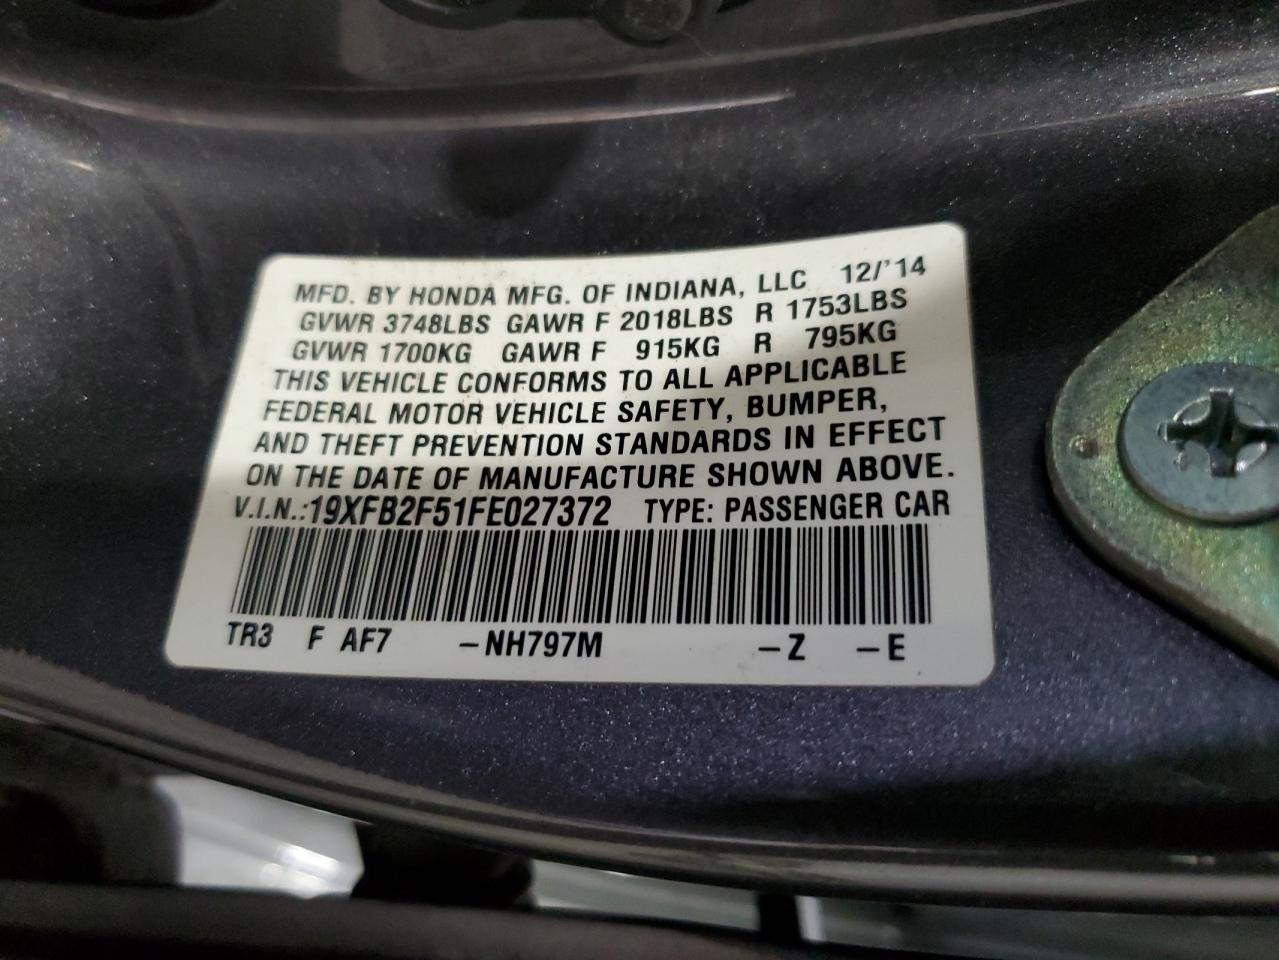 MFD. BY HONDA MFG. OF INDIANA, LLC 12/'14
GVWR 3748LBS GAWR F 2018LBS R 1753LBS
GVWR 1700KG GAWR F 915KG R 795KG
THIS VEHICLE CONFORMS TO ALL APPLICABLE
FEDERAL MOTOR VEHICLE SAFETY, BUMPER,
AND THEFT PREVENTION STANDARDS IN EFFECT
ON THE DATE OF MANUFACTURE SHOWN ABOVE.
V.I.N.:19XFB2F51FE027372 TYPE: PASSENGER CAR
TR3 F AF7 –NH797M –Z –E